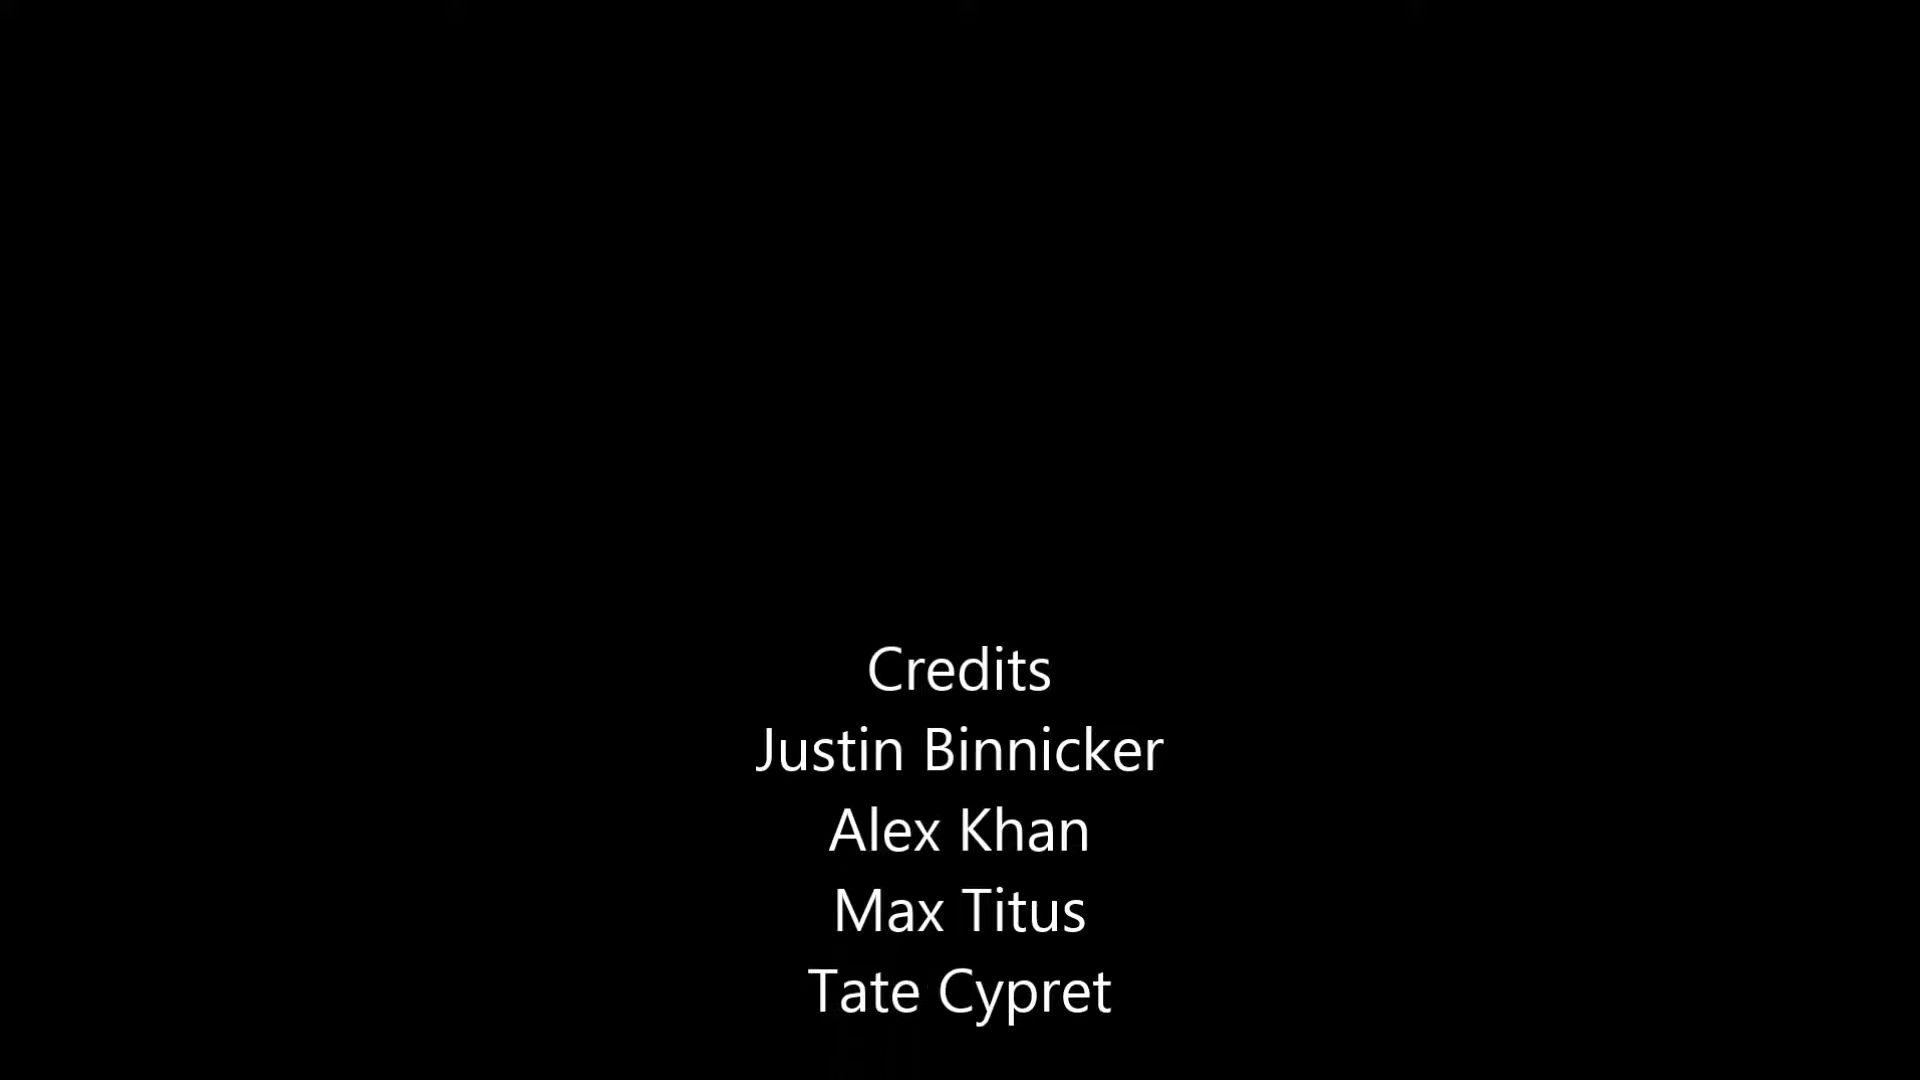 Credits
Justin Binnicker
Alex Khan
Max Titus
Tate Cypret